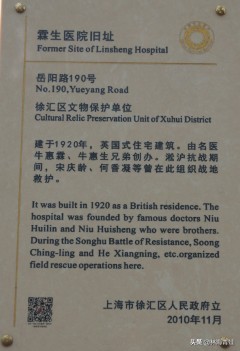 霖生医院旧址
Former Site of Linsheng Hospital
岳阳路190号
No.190,Yueyang Road
徐汇区文物保护单位
Cultural Relic Preservation Unit of Xuhui District
建于1920年,英国式住宅建筑。由名医
牛惠霖、牛惠生兄弟创办。淞沪抗战期
间,宋庆龄、何香凝等曾在此组织战地
救护。
It was built in 1920 as a British residence. The
hospital was founded by famous doctors Niu
Huilin and Niu Huisheng who were brothers.
During the Songhu Battle of Resistance, Soong
Ching-ling and He Xiangning, etc.organized
field rescue operations here.
上海市徐汇区人民政府立
2010年11月